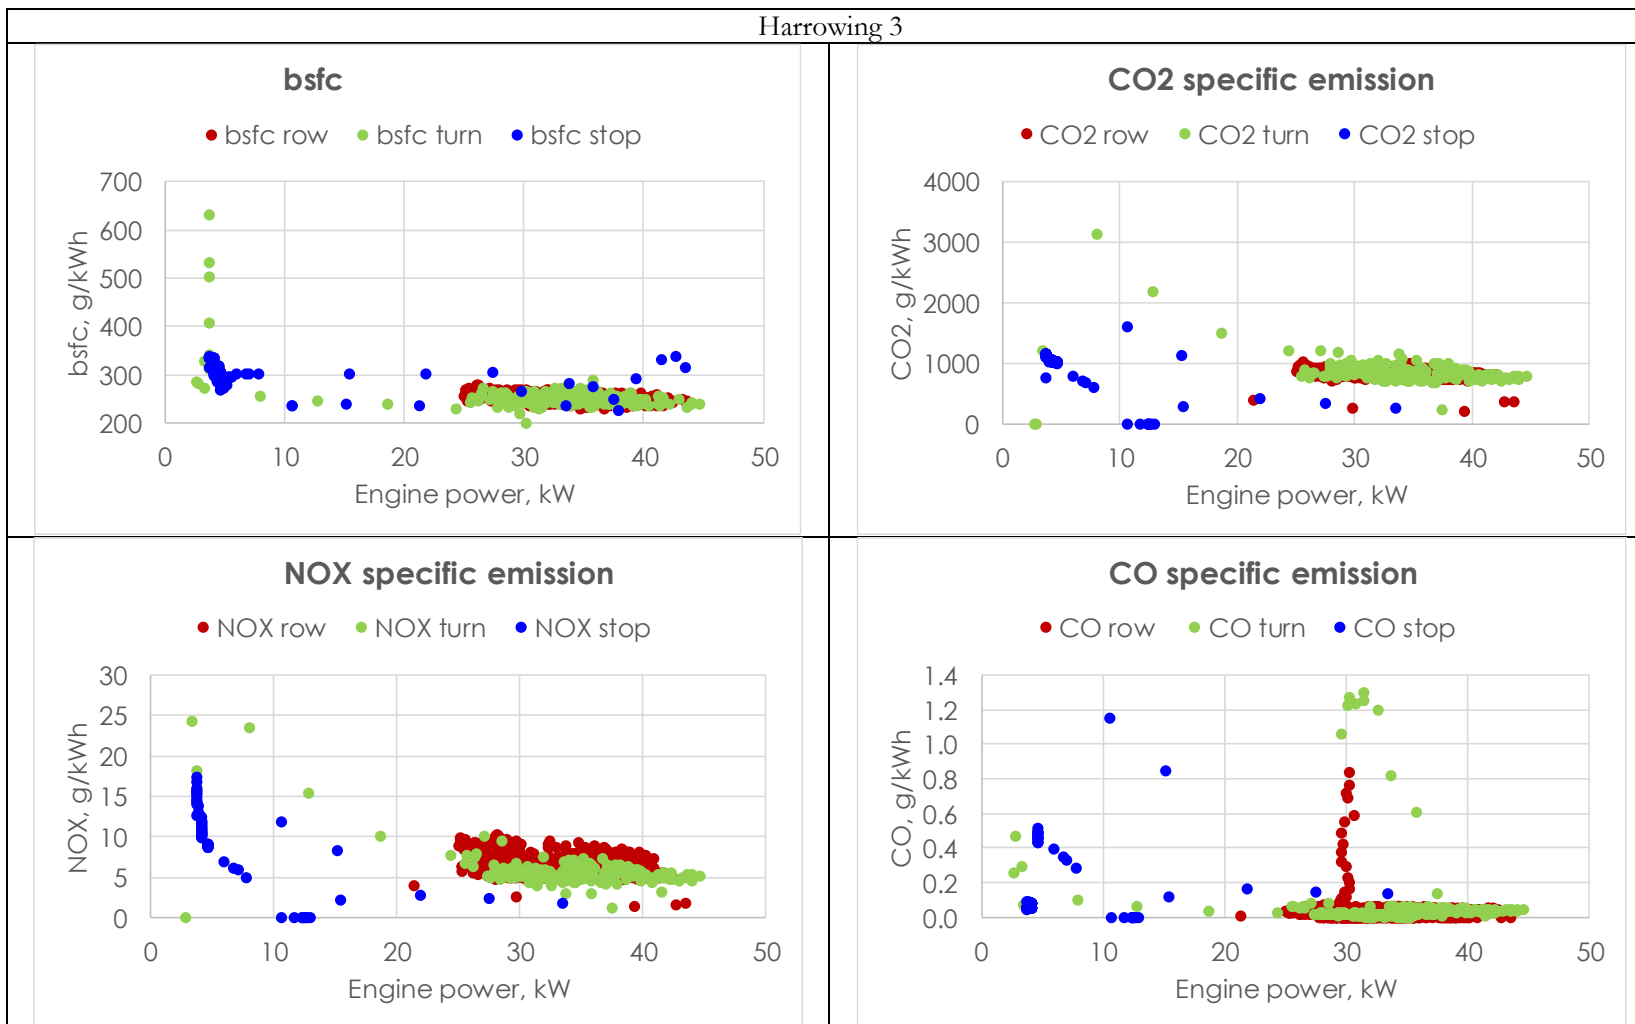 Harrowing 3
bsfc
bsfc row bsfc turn bsfc stop
700
600
500
400
300
200
bsfc, g/kWh
0 10 20 30 40 50
Engine power, kW
CO2 specific emission
CO2 row CO2 turn CO2 stop
4000
3000
2000
1000
0
CO2, g/kWh
0 10 20 30 40 50
Engine power, kW
NOX specific emission
NOX row NOX turn NOX stop
30
25
20
15
10
5
0
NOX, g/kWh
0 10 20 30 40 50
Engine power, kW
CO specific emission
CO row CO turn CO stop
1.4
1.2
1.0
0.8
0.6
0.4
0.2
0.0
CO, g/kWh
0 10 20 30 40 50
Engine power, kW